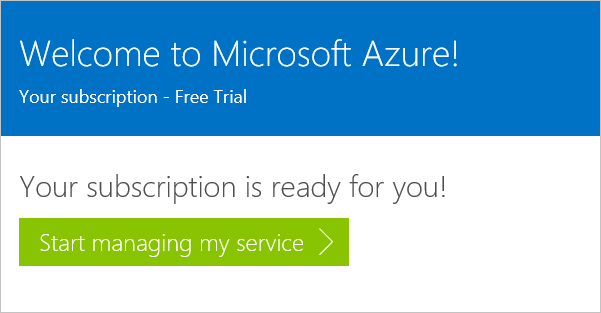 Welcome to Microsoft Azure!
Your subscription - Free Trial
Your subscription is ready for you!
Start managing my service